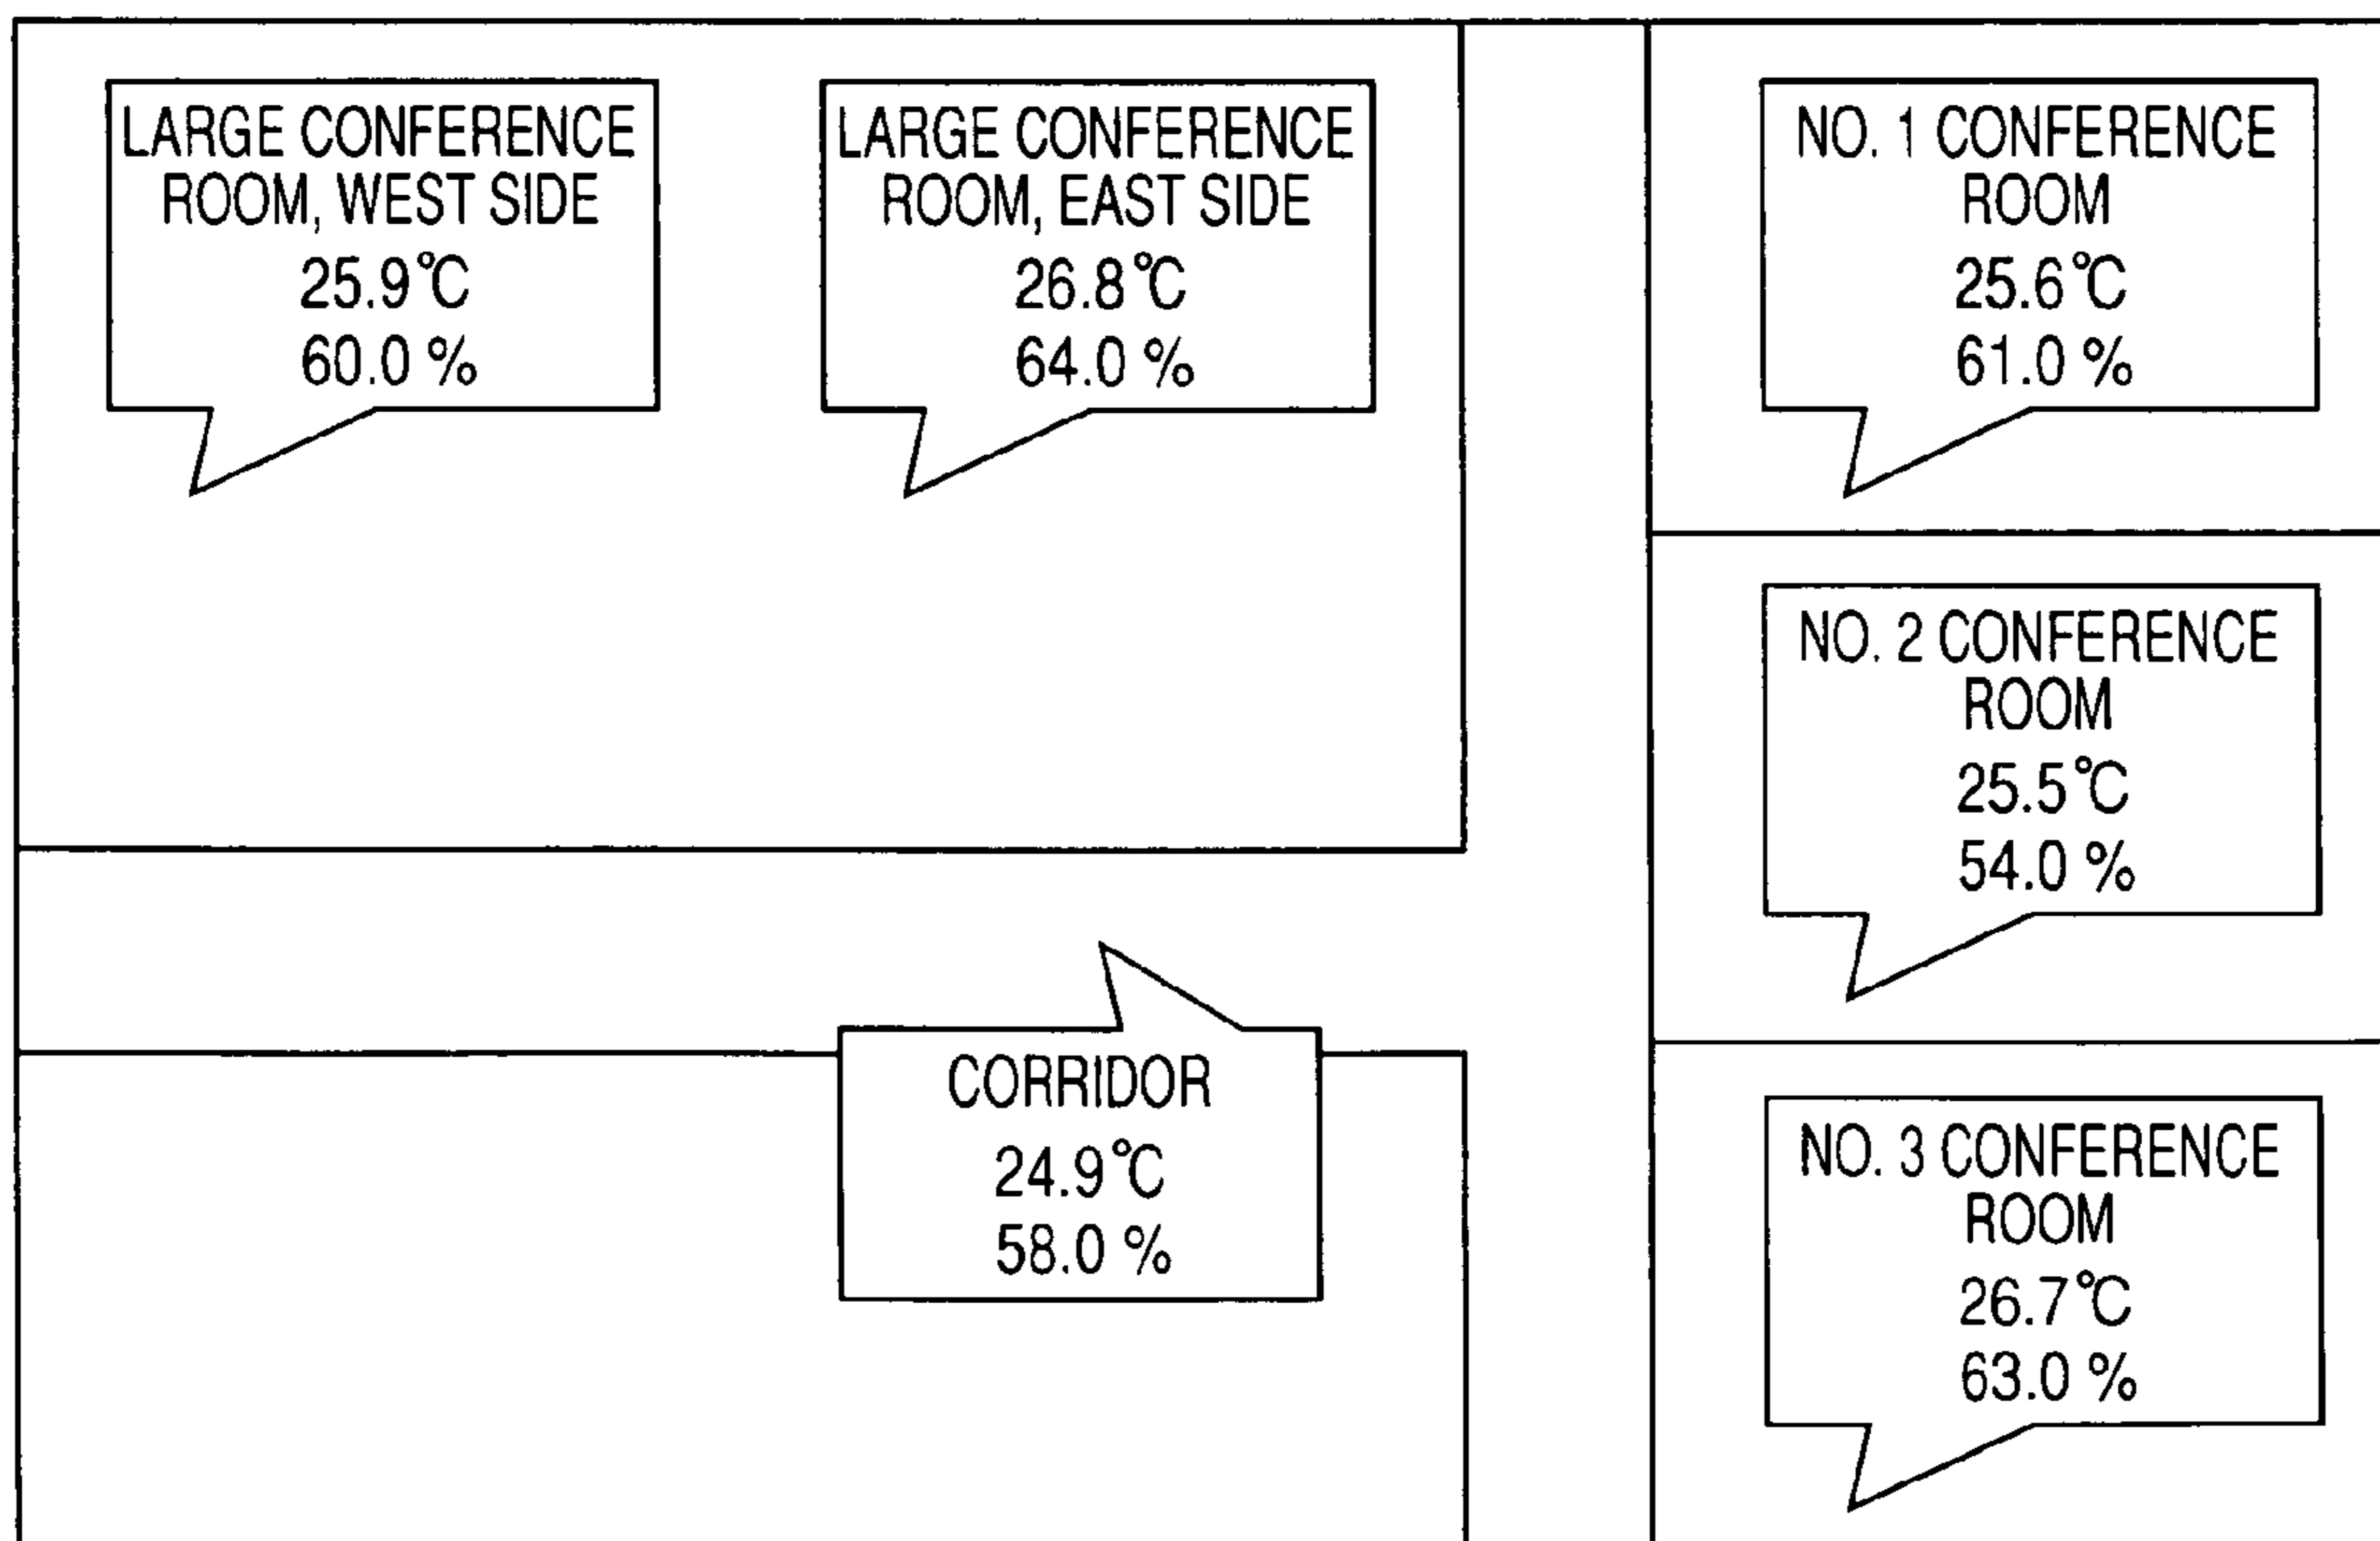 LARGE CONFERENCE
ROOM, WEST SIDE
25.9℃
60.0 %
LARGE CONFERENCE
ROOM, EAST SIDE
26.8℃
64.0 %
NO. 1 CONFERENCE
ROOM
25.6℃
61.0 %
NO. 2 CONFERENCE
ROOM
25.5℃
54.0 %
CORRIDOR
24.9℃
58.0 %
NO. 3 CONFERENCE
ROOM
26.7℃
63.0 %